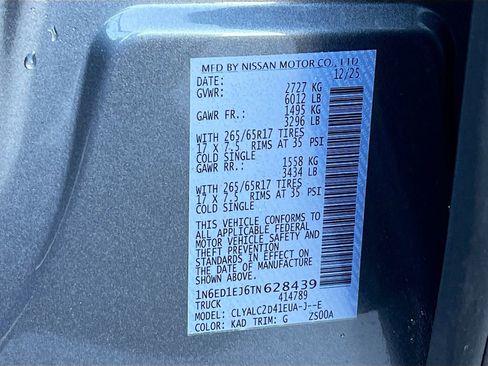 MFD BY NISSAN MOTOR CO., LTD
DATE: 12/25
GVWR: 2727 KG
6012 LB
GAWR FR.: 1495 KG
3296 LB
WITH 265/65R17 TIRES
17 X 7.5 RIMS AT 35 PSI
COLD SINGLE
GAWR RR.: 1558 KG
3434 LB
WITH 265/65R17 TIRES
17 X 7.5 RIMS AT 35 PSI
COLD SINGLE
THIS VEHICLE CONFORMS TO
ALL APPLICABLE FEDERAL
MOTOR VEHICLE SAFETY AND
THEFT PREVENTION
STANDARDS IN EFFECT ON
THE DATE OF MANUFACTURE
1N6ED1EJ6TN628439
TRUCK 414789
MODEL: CLYALC2D41EUA-J--E
COLOR: KAD TRIM: G ZS00A